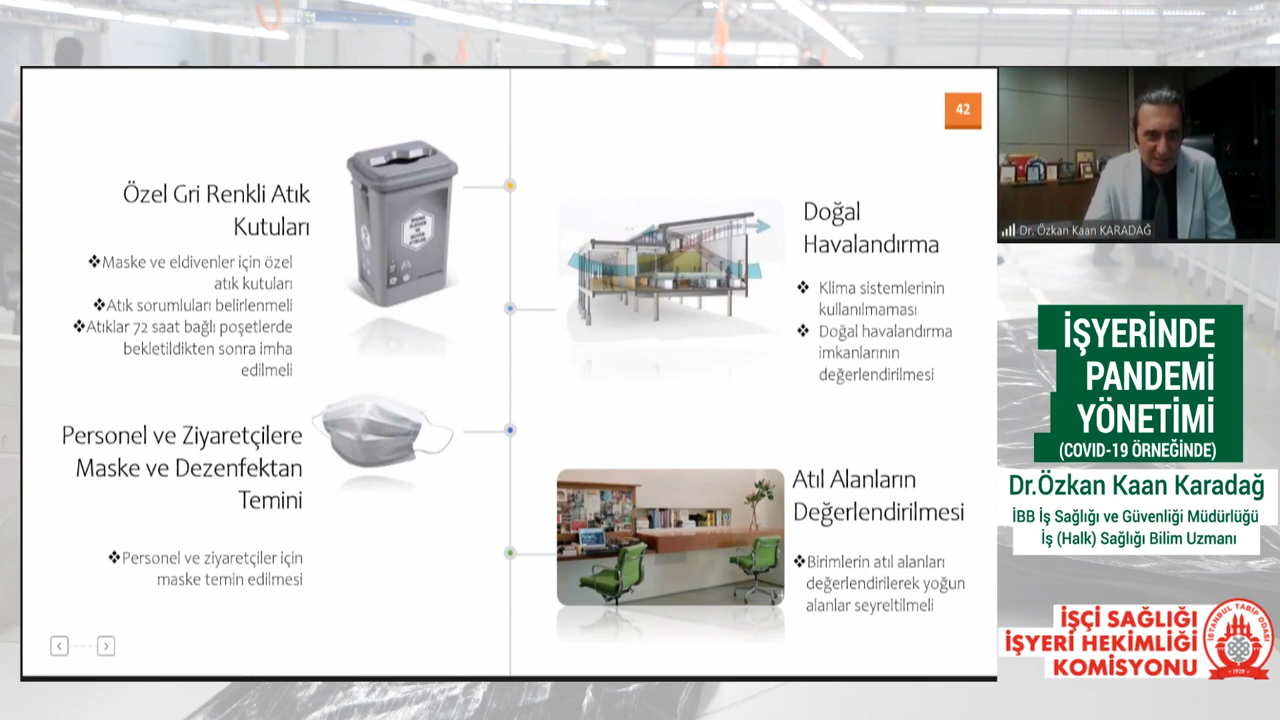 42
Özel Gri Renkli Atık
Kutuları
❖Maske ve eldivenler için özel
atık kutuları
❖Atık sorumluları belirlenmeli
❖Atıklar 72 saat bağlı poşetlerde
bekletildikten sonra imha
edilmeli
Personel ve Ziyaretçilere
Maske ve Dezenfektan
Temini
❖Personel ve ziyaretçiler için
maske temin edilmesi
Doğal
Havalandırma
❖ Klima sistemlerinin
kullanılmaması
❖ Doğal havalandırma
imkanlarının
değerlendirilmesi
Atıl Alanların
Değerlendirilmesi
❖Birimlerin atıl alanları
değerlendirilerek yoğun
alanlar seyreltilmeli
Dr. Özkan Kaan KARADAĞ
İŞYERİNDE
PANDEMİ
YÖNETİMİ
(COVID-19 ÖRNEĞİNDE)
Dr.Özkan Kaan Karadağ
İBB İş Sağlığı ve Güvenliği Müdürlüğü
İş (Halk) Sağlığı Bilim Uzmanı
İŞÇİ SAĞLIĞI
İŞYERİ HEKİMLİĞİ
KOMİSYONU
İSTANBUL TABİP ODASI
- 1929 -